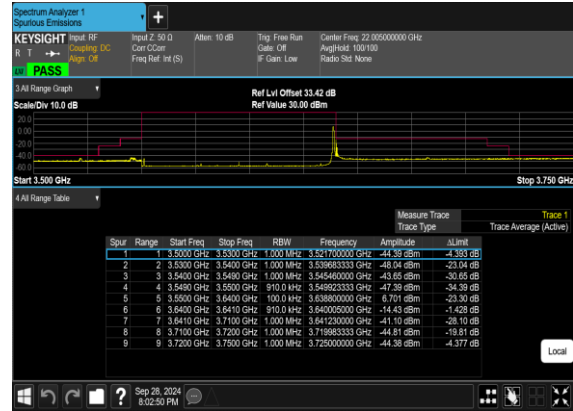 Spectrum Analyzer 1
Spurious Emissions
KEYSIGHT Input: RF Input Z: 50 Ω Atten: 10 dB Trig: Free Run Center Freq: 22.005000000 GHz
R T Coupling: DC Corr CCorr Gate: Off Avg|Hold: 100/100
Align: Off Freq Ref: Int (S) IF Gain: Low Radio Std: None
PASS
3 All Range Graph
Ref Lvl Offset 33.42 dB
Scale/Div 10.0 dB Ref Value 30.00 dBm
20.0
0.00
-20.0
-40.0
-60.0
Start 3.500 GHz Stop 3.750 GHz
4 All Range Table
Measure Trace Trace 1
Trace Type Trace Average (Active)
Spur Range Start Freq Stop Freq RBW Frequency Amplitude ΔLimit
1 1 3.5000 GHz 3.5300 GHz 1.000 MHz 3.521700000 GHz -44.39 dBm -4.393 dB
2 2 3.5300 GHz 3.5400 GHz 1.000 MHz 3.539683333 GHz -48.04 dBm -23.04 dB
3 3 3.5400 GHz 3.5490 GHz 1.000 MHz 3.545460000 GHz -43.65 dBm -30.65 dB
4 4 3.5490 GHz 3.5500 GHz 910.0 kHz 3.549923333 GHz -47.39 dBm -34.39 dB
5 5 3.5500 GHz 3.6400 GHz 100.0 kHz 3.638800000 GHz 6.701 dBm -23.30 dB
6 6 3.6400 GHz 3.6410 GHz 910.0 kHz 3.640005000 GHz -14.43 dBm -1.428 dB
7 7 3.6410 GHz 3.7100 GHz 1.000 MHz 3.641230000 GHz -41.10 dBm -28.10 dB
8 8 3.7100 GHz 3.7200 GHz 1.000 MHz 3.719983333 GHz -44.81 dBm -19.81 dB
9 9 3.7200 GHz 3.7500 GHz 1.000 MHz 3.725000000 GHz -44.38 dBm -4.377 dB
Local
Sep 28, 2024
8:02:50 PM